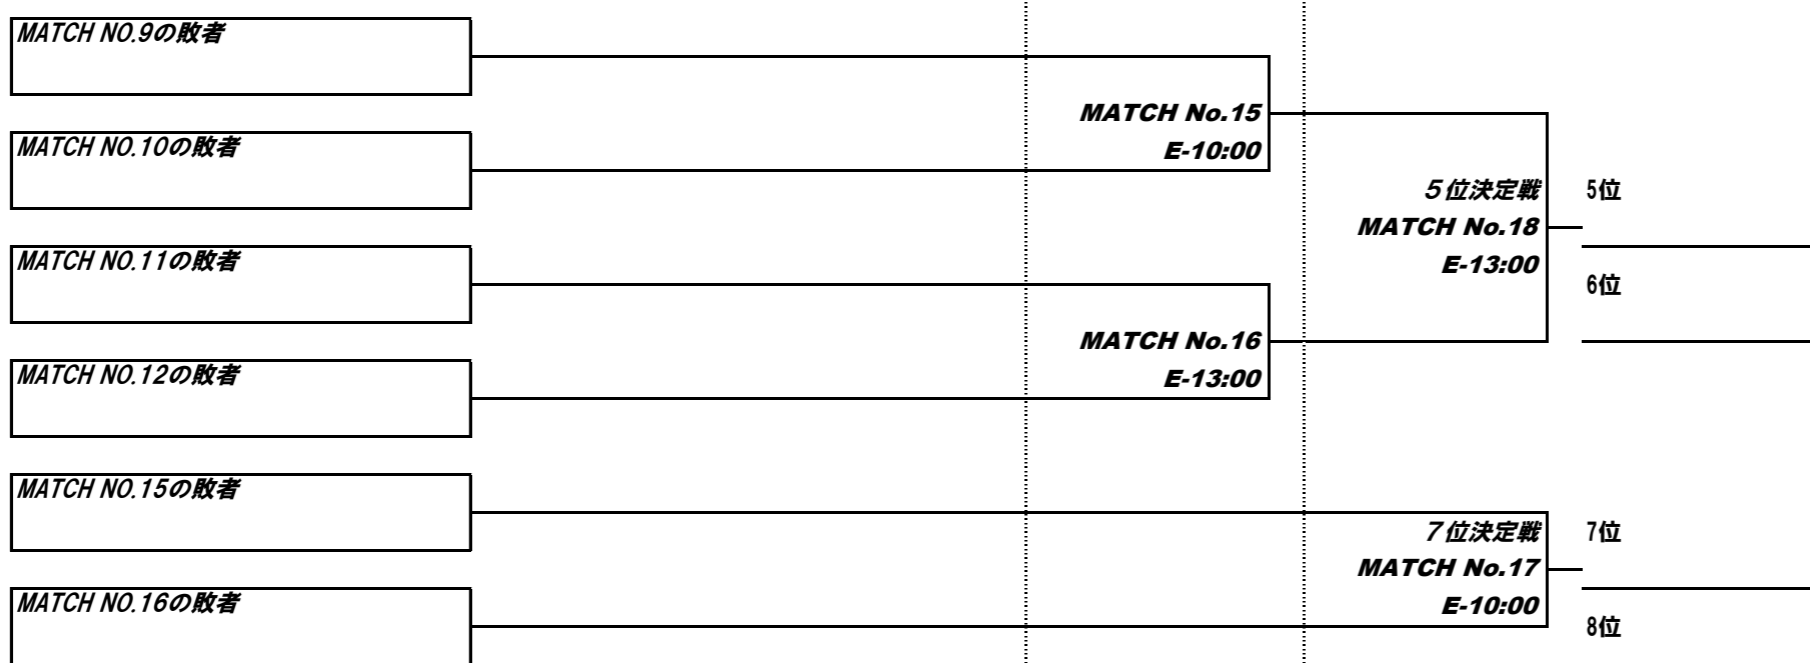 MATCH NO.9の敗者
MATCH NO.10の敗者
MATCH No.15
E-10:00
MATCH NO.11の敗者
MATCH NO.12の敗者
MATCH No.16
E-13:00
５位決定戦
MATCH No.18
E-13:00
5位
6位
MATCH NO.15の敗者
MATCH NO.16の敗者
７位決定戦
MATCH No.17
E-10:00
7位
8位